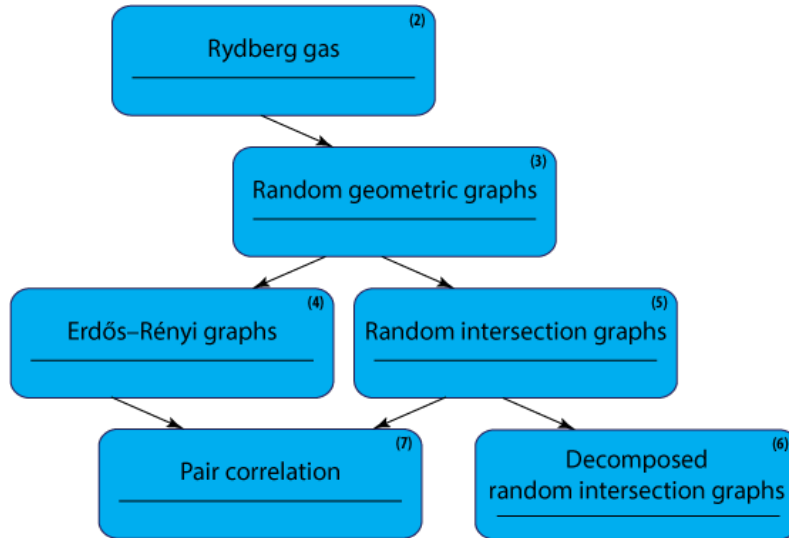 (2)
Rydberg gas
(3)
Random geometric graphs
(4)
Erdős–Rényi graphs
(5)
Random intersection graphs
(7)
Pair correlation
(6)
Decomposed
random intersection graphs